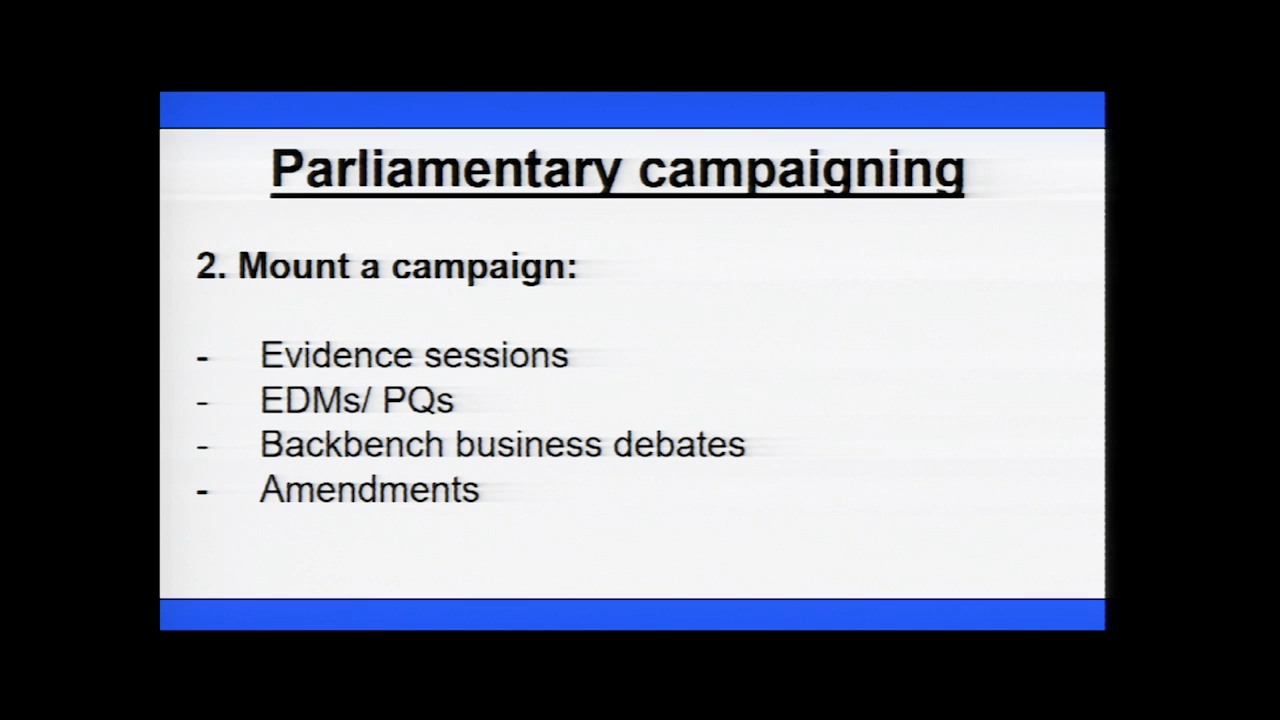 Parliamentary campaigning
2. Mount a campaign:
- Evidence sessions
- EDMs/ PQs
- Backbench business debates
- Amendments